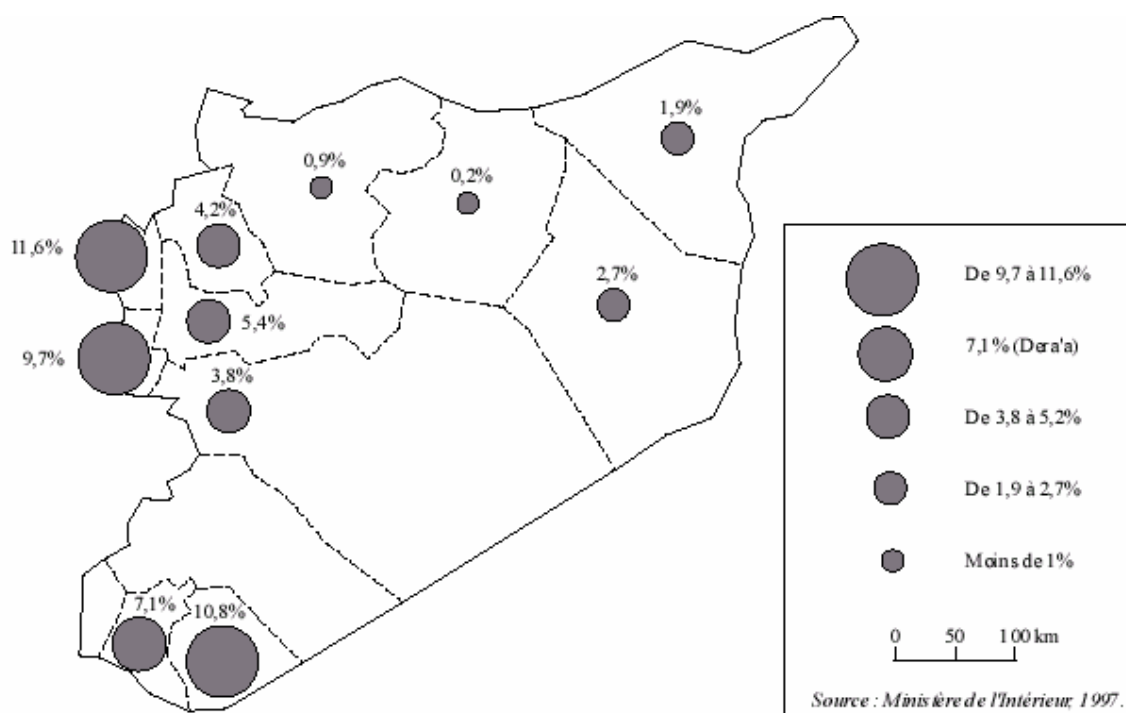 1,9%
0,9%
0,2%
4,2%
11,6%
2,7%
5,4%
9,7%
3,8%
7,1%
10,8%
De 9,7 à 11,6%
7,1% (Dera'a)
De 3,8 à 5,2%
De 1,9 à 2,7%
Moins de 1%
0 50 100 km
Source : Ministère de l'Intérieur, 1997.